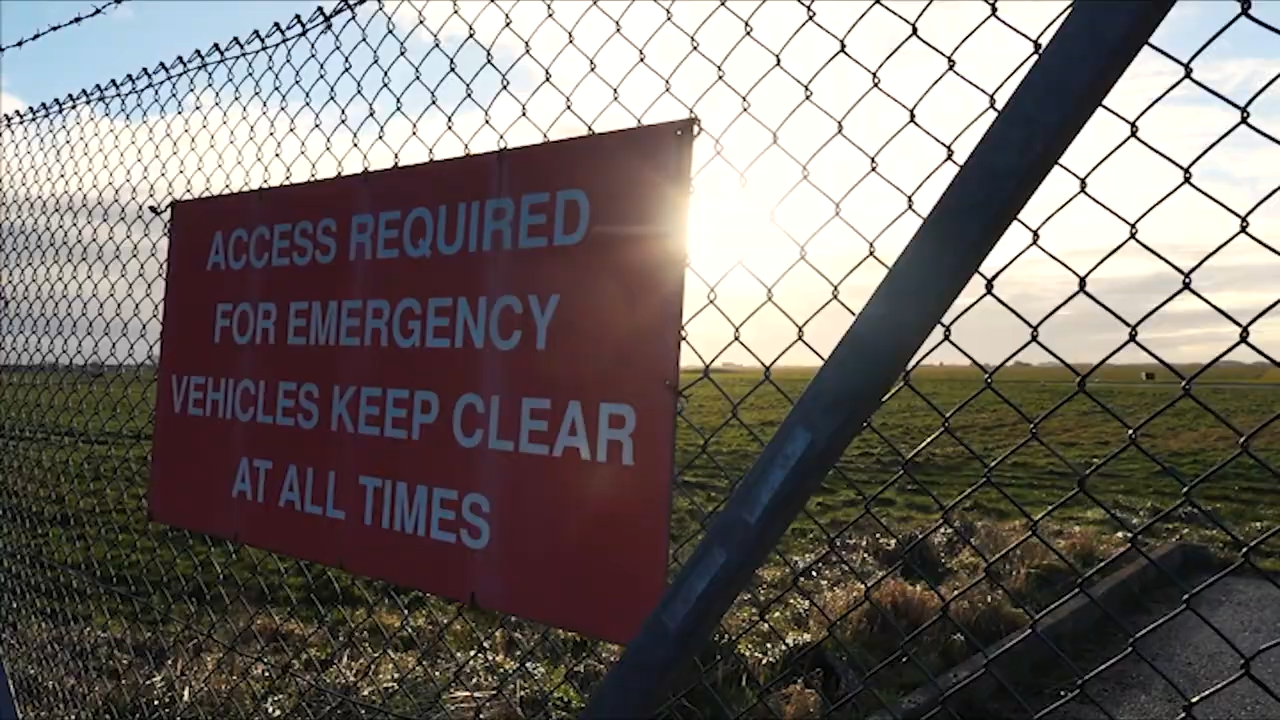 ACCESS REQUIRED
FOR EMERGENCY
VEHICLES KEEP CLEAR
AT ALL TIMES